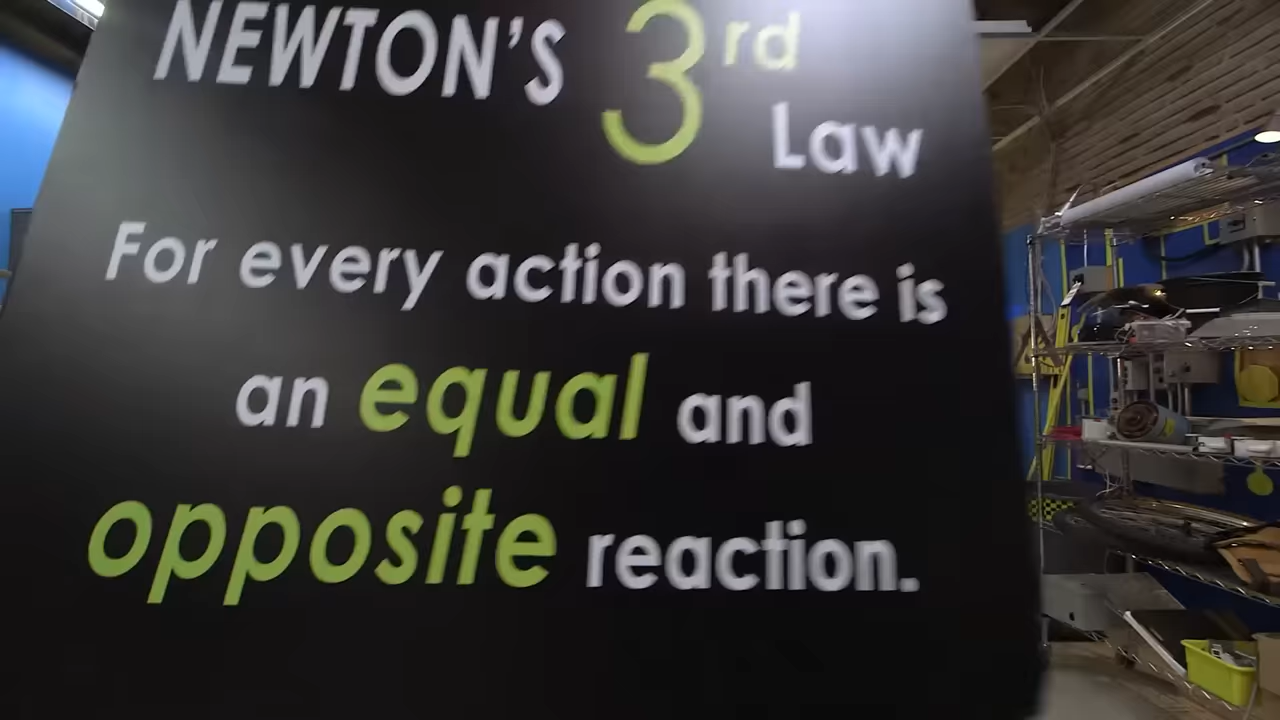 NEWTON'S 3rd
Law
For every action there is
an equal and
opposite reaction.